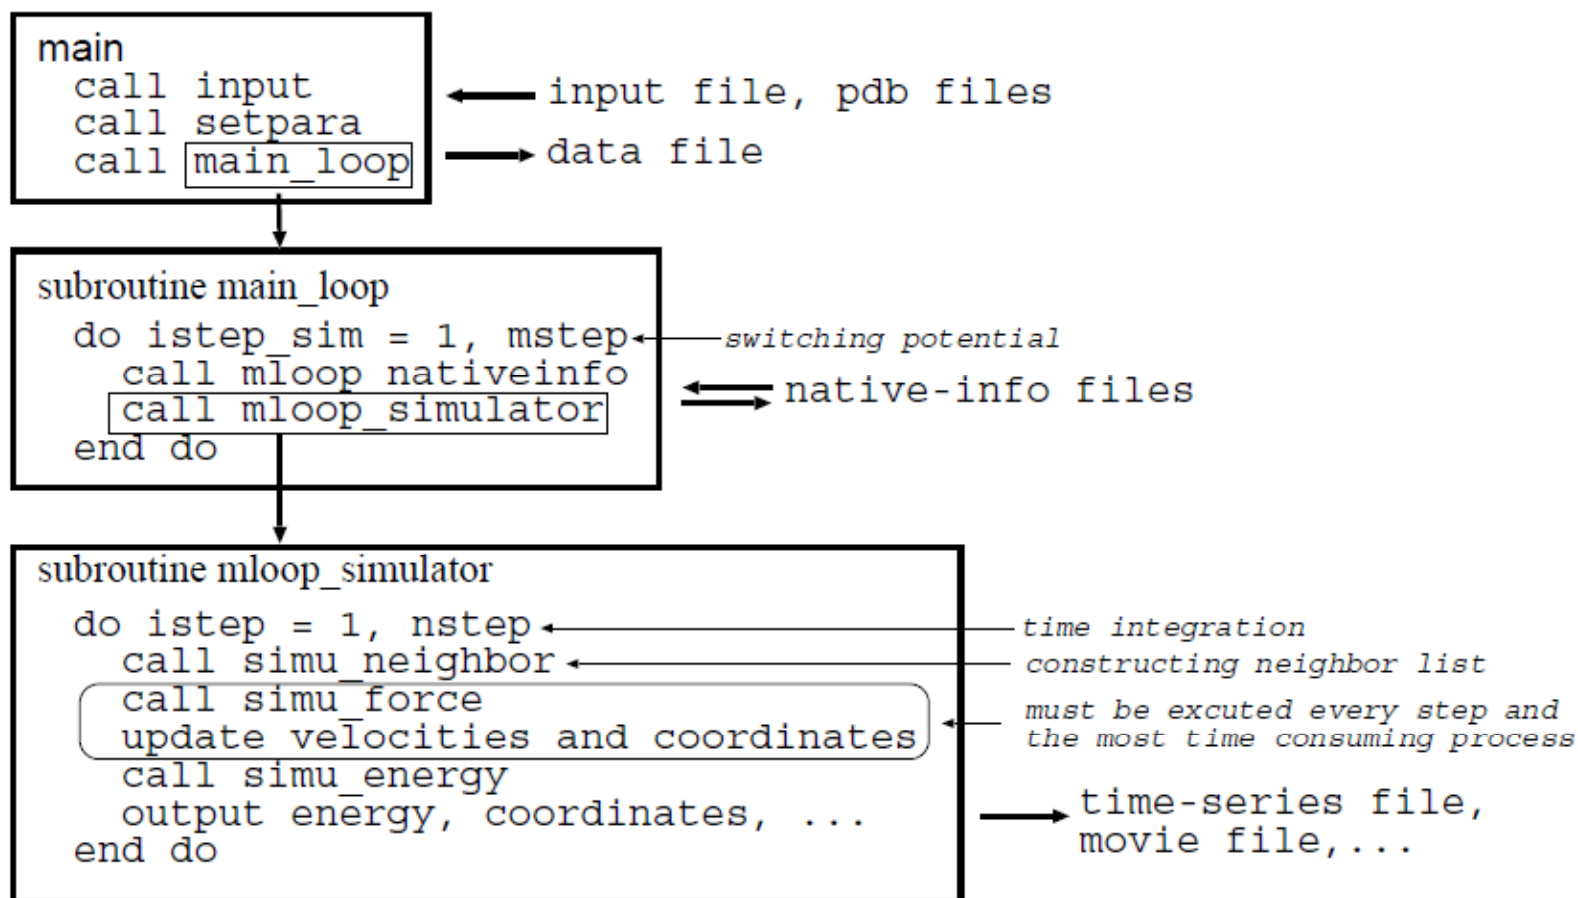 main
call input
call setpara
call main_loop
input file, pdb files
data file
subroutine main_loop
do istep_sim = 1, mstep
call mloop_nativeinfo
call mloop_simulator
end do
switching potential
native-info files
subroutine mloop_simulator
do istep = 1, nstep
call simu_neighbor
call simu_force
update velocities and coordinates
call simu_energy
output energy, coordinates, ...
end do
time integration
constructing neighbor list
must be excuted every step and
the most time consuming process
time-series file,
movie file,...